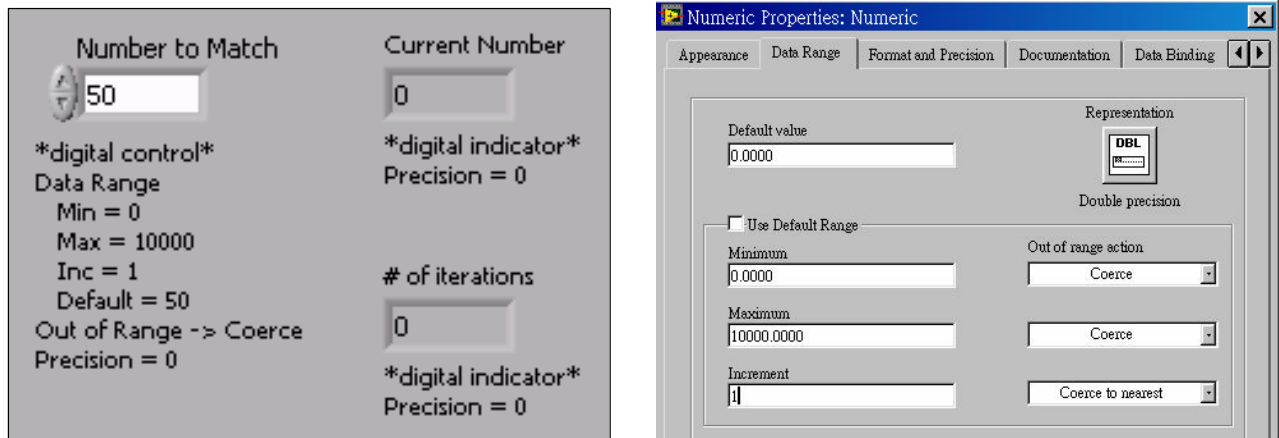 Number to Match
50
*digital control*
Data Range
Min = 0
Max = 10000
Inc = 1
Default = 50
Out of Range -> Coerce
Precision = 0
Current Number
0
*digital indicator*
Precision = 0
# of iterations
0
*digital indicator*
Precision = 0
Numeric Properties: Numeric
Appearance Data Range Format and Precision Documentation Data Binding
Default value
0.0000
Representation
DBL
Double precision
Use Default Range
Minimum
0.0000
Out of range action
Coerce
Maximum
10000.0000
Coerce
Increment
1
Coerce to nearest